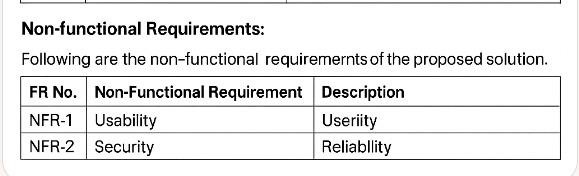 Non-functional Requirements:
Following are the non-functional requiremernts of the proposed solution.
FR No. Non-Functional Requirement Description
NFR-1 Usability Useriity
NFR-2 Security Reliabllity